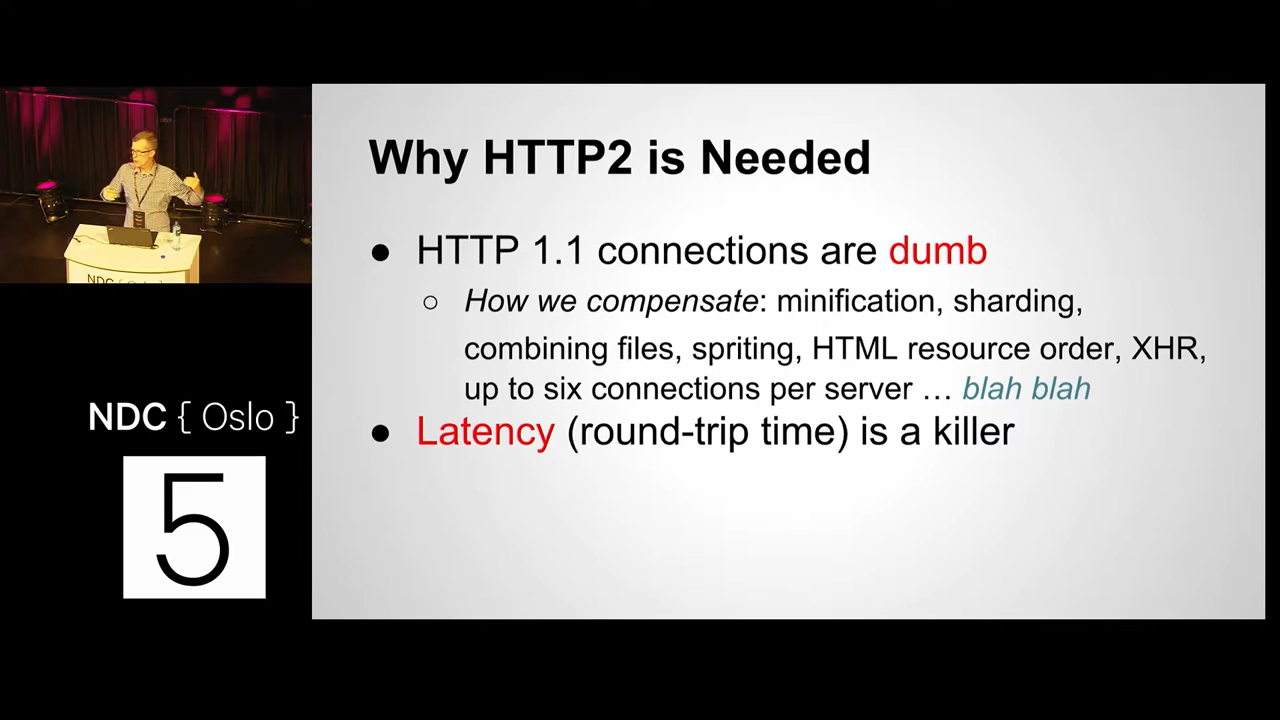 Why HTTP2 is Needed
● HTTP 1.1 connections are dumb
○ How we compensate: minification, sharding,
combining files, spriting, HTML resource order, XHR,
up to six connections per server … blah blah
● Latency (round-trip time) is a killer
NDC { Oslo }
NDC { Oslo }
5